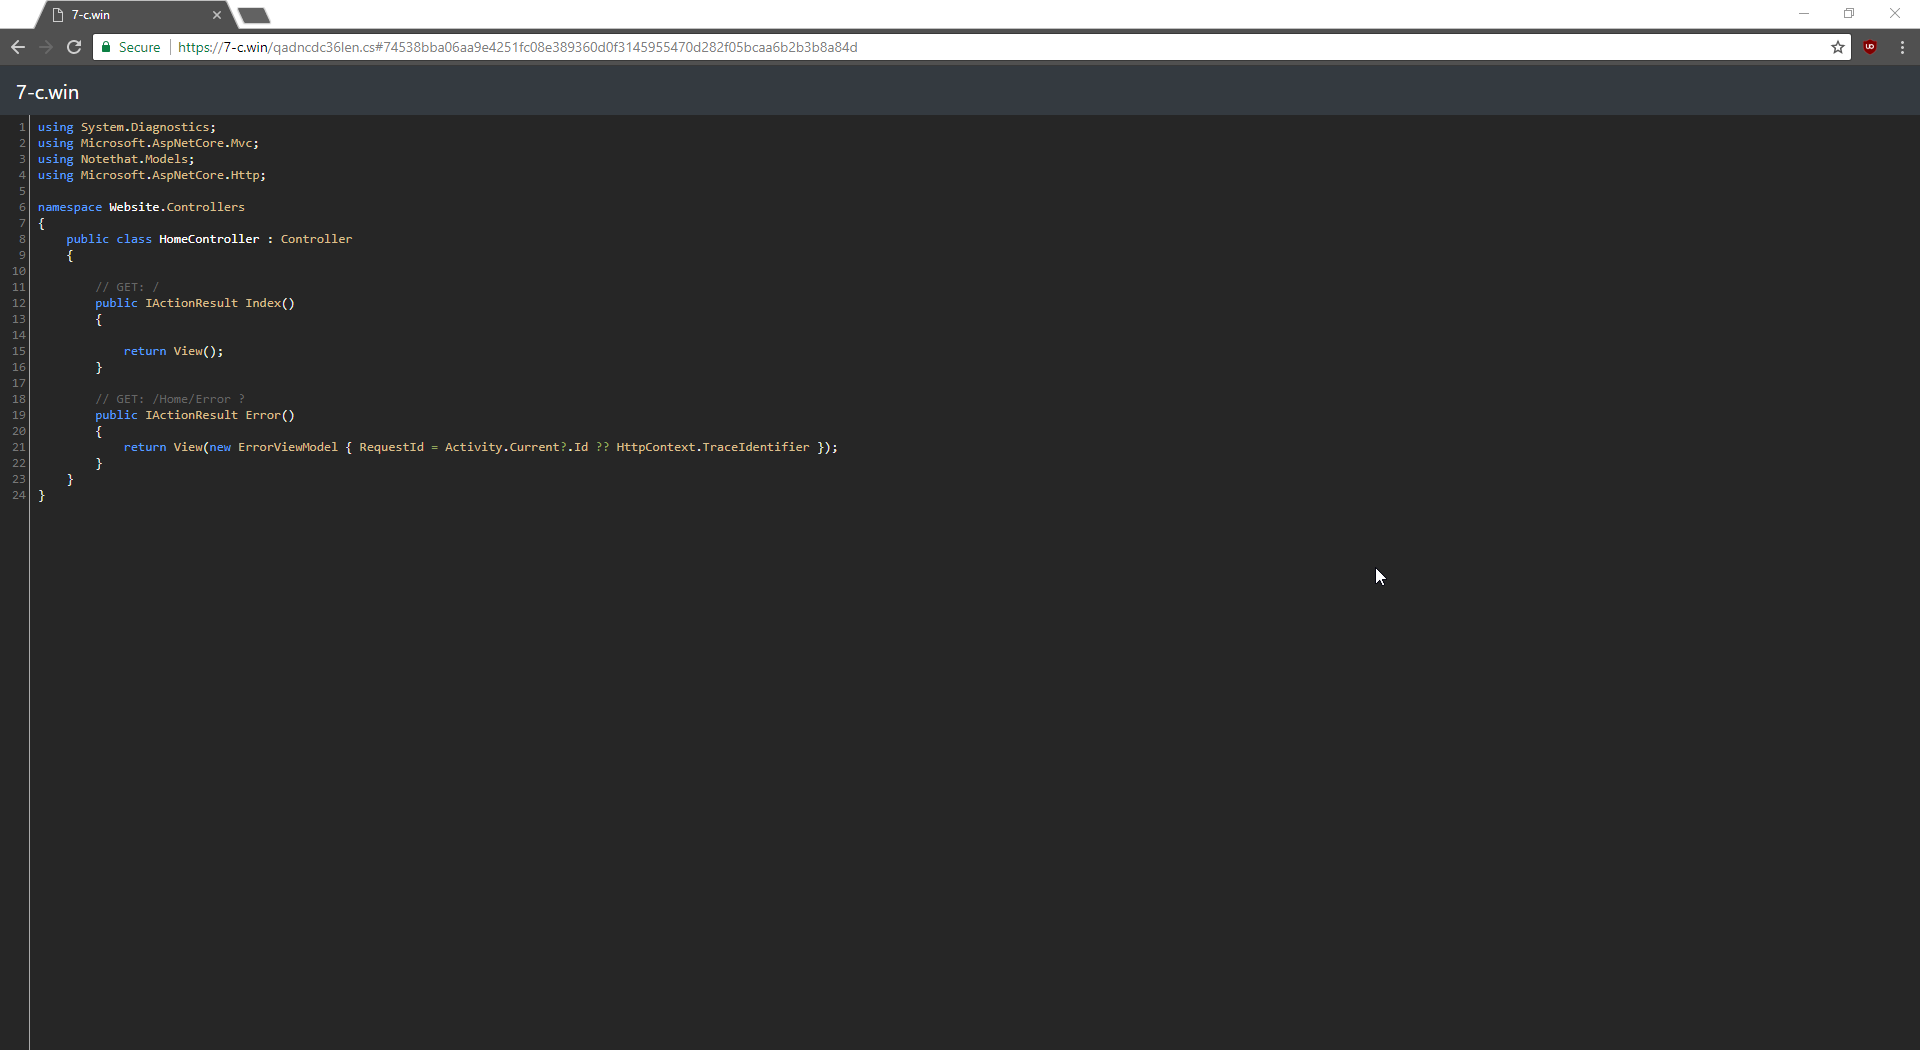 7-c.win
Secure https://7-c.win/qadncdc36len.cs#74538bba06aa9e4251fc08e389360d0f3145955470d282f05bcaa6b2b3b8a84d
7-c.win
1 using System.Diagnostics;
2 using Microsoft.AspNetCore.Mvc;
3 using Notethat.Models;
4 using Microsoft.AspNetCore.Http;
5
6 namespace Website.Controllers
7 {
8     public class HomeController : Controller
9     {
10
11         // GET: /
12         public IActionResult Index()
13         {
14
15             return View();
16         }
17
18         // GET: /Home/Error ?
19         public IActionResult Error()
20         {
21             return View(new ErrorViewModel { RequestId = Activity.Current?.Id ?? HttpContext.TraceIdentifier });
22         }
23     }
24 }